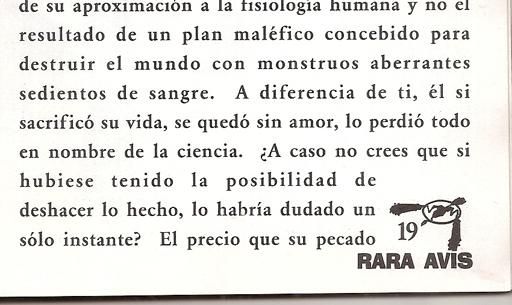 de su aproximación a la fisiología humana y no el
resultado de un plan maléfico concebido para
destruir el mundo con monstruos aberrantes
sedientos de sangre. A diferencia de ti, él si
sacrificó su vida, se quedó sin amor, lo perdió todo
en nombre de la ciencia. ¿A caso no crees que si
hubiese tenido la posibilidad de
deshacer lo hecho, lo habría dudado un
sólo instante? El precio que su pecado
19
RARA AVIS